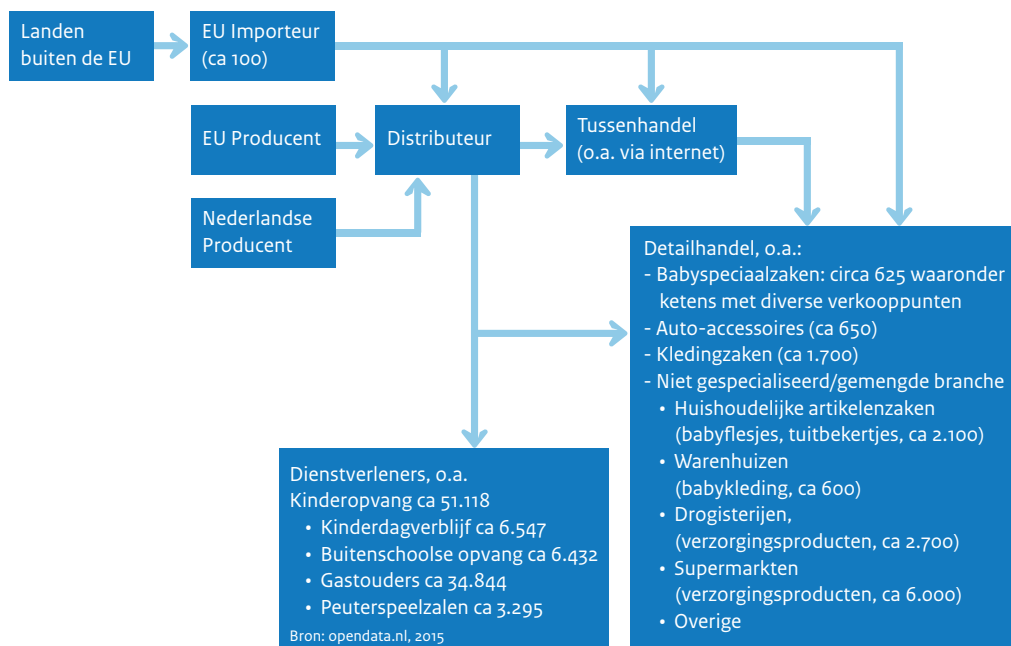 Landen
buiten de EU
EU Importeur
(ca 100)
EU Producent
Distributeur
Tussenhandel
(o.a. via internet)
Nederlandse
Producent
Detailhandel, o.a.:
- Babyspeciaalzaken: circa 625 waaronder
ketens met diverse verkooppunten
- Auto-accessoires (ca 650)
- Kledingzaken (ca 1.700)
- Niet gespecialiseerd/gemengde branche
• Huishoudelijke artikelenzaken
(babyflesjes, tuitbekertjes, ca 2.100)
• Warenhuizen
(babykleding, ca 600)
• Drogisterijen,
(verzorgingsproducten, ca 2.700)
• Supermarkten
(verzorgingsproducten, ca 6.000)
• Overige
Dienstverleners, o.a.
Kinderopvang ca 51.118
• Kinderdagverblijf ca 6.547
• Buitenschoolse opvang ca 6.432
• Gastouders ca 34.844
• Peuterspeelzalen ca 3.295
Bron: opendata.nl, 2015